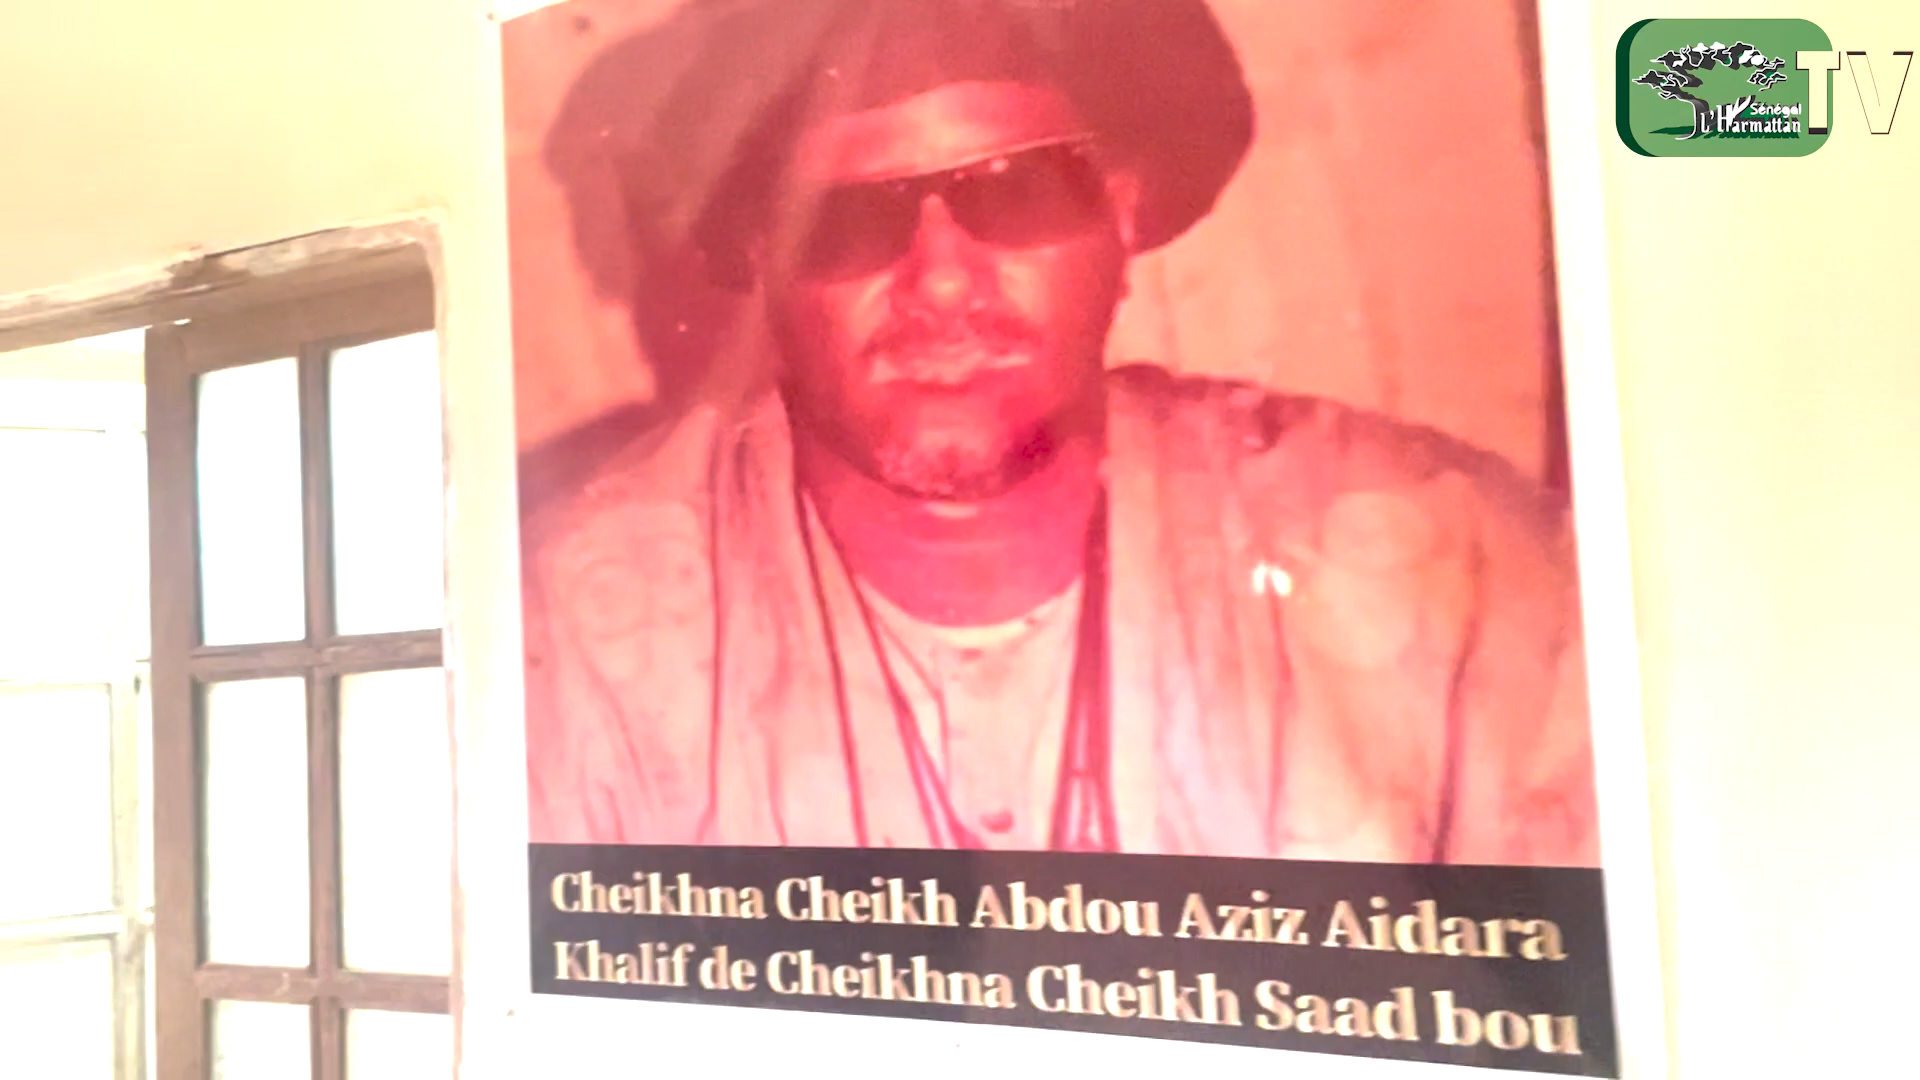 Sénégal
L'Harmattan
TV
Cheikhna Cheikh Abdou Aziz Aidara
Khalif de Cheikhna Cheikh Saad bou